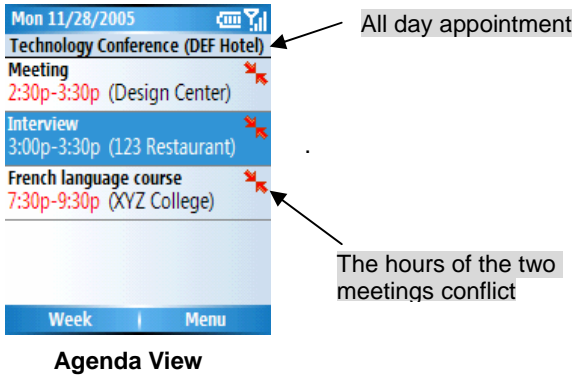 Mon 11/28/2005
Technology Conference (DEF Hotel)
Meeting
2:30p-3:30p (Design Center)
Interview
3:00p-3:30p (123 Restaurant)
French language course
7:30p-9:30p (XYZ College)
Week Menu
All day appointment
.
The hours of the two
meetings conflict
Agenda View